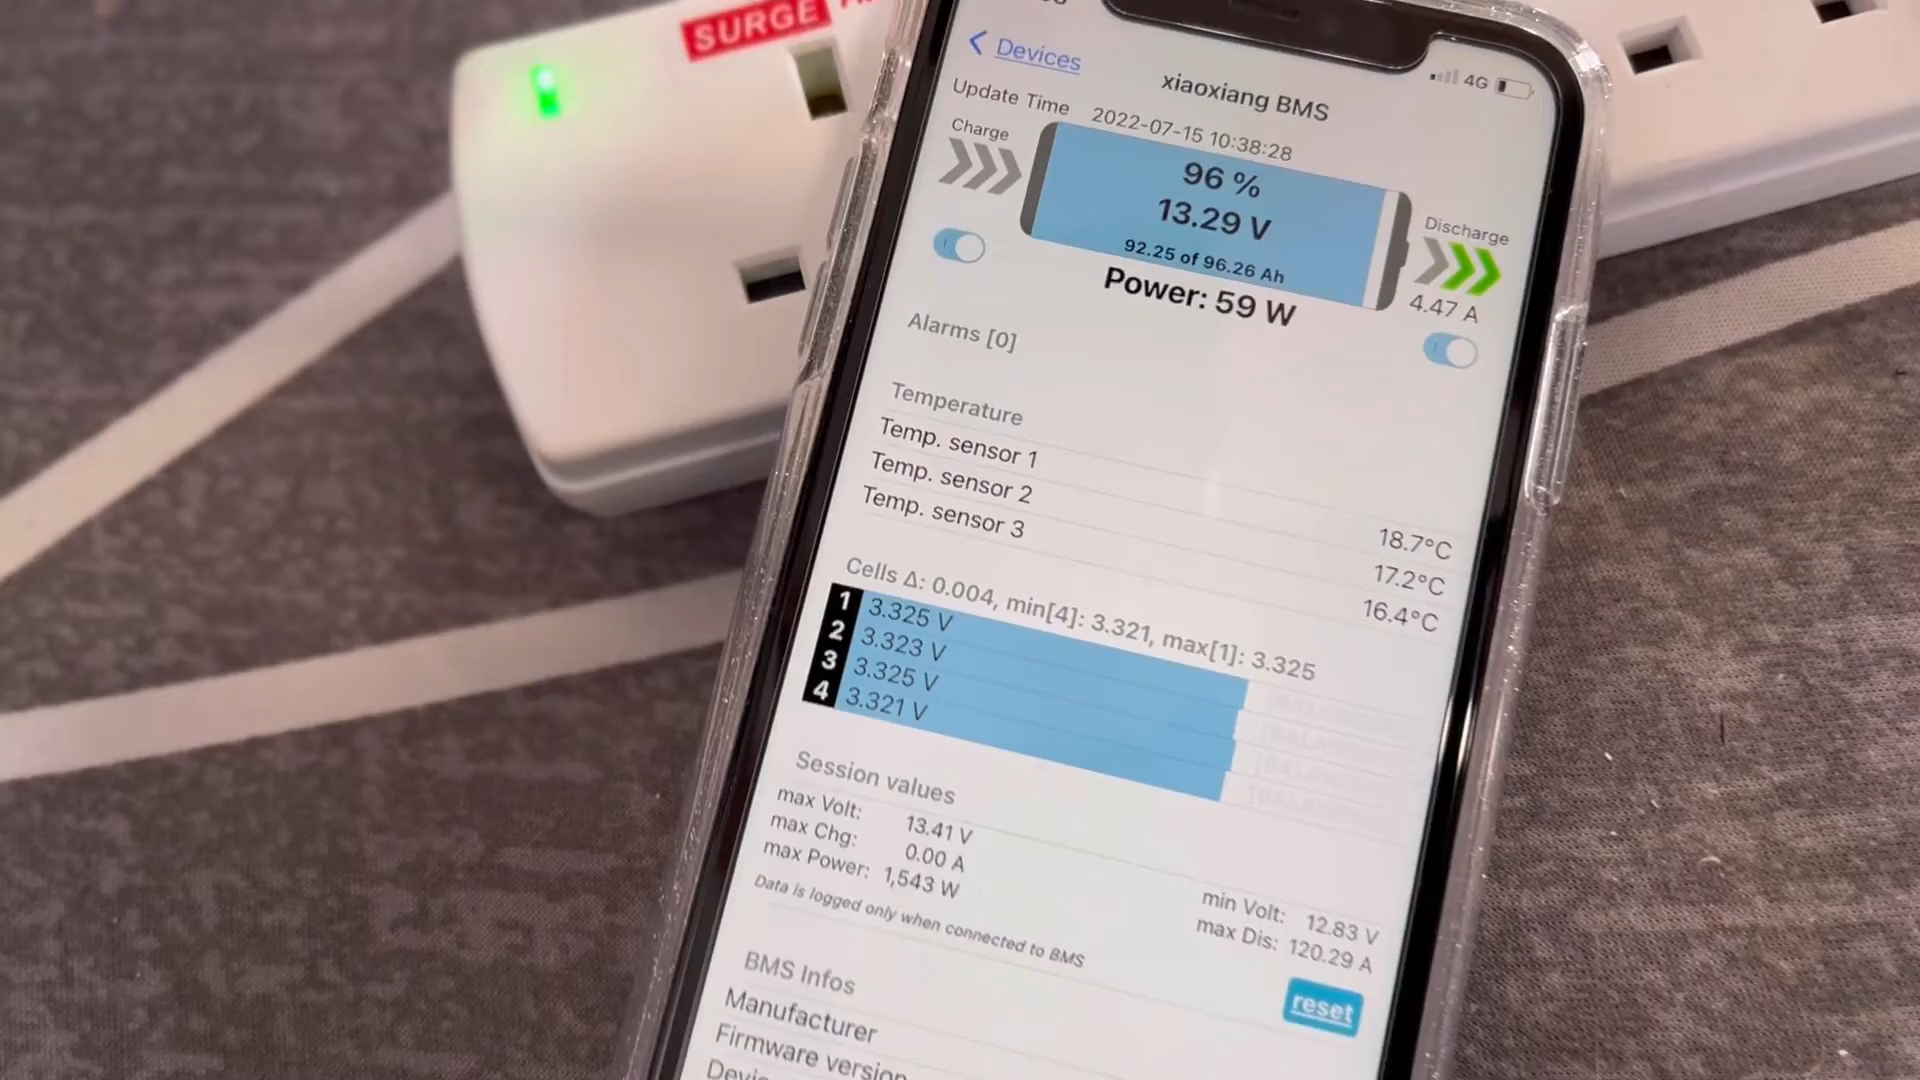 SURGE
Devices
4G
xiaoxiang BMS
Update Time 2022-07-15 10:38:28
Charge
96 %
13.29 V
92.25 of 96.26 Ah
Discharge
4.47 A
Power: 59 W
Alarms [0]
Temperature
Temp. sensor 1 18.7°C
Temp. sensor 2 17.2°C
Temp. sensor 3 16.4°C
Cells Δ: 0.004, min[4]: 3.321, max[1]: 3.325
1 3.325 V
2 3.323 V
3 3.325 V
4 3.321 V
Session values
max Volt: 13.41 V min Volt: 12.83 V
max Chg: 0.00 A max Dis: 120.29 A
max Power: 1,543 W
Data is logged only when connected to BMS
reset
BMS Infos
Manufacturer
Firmware version